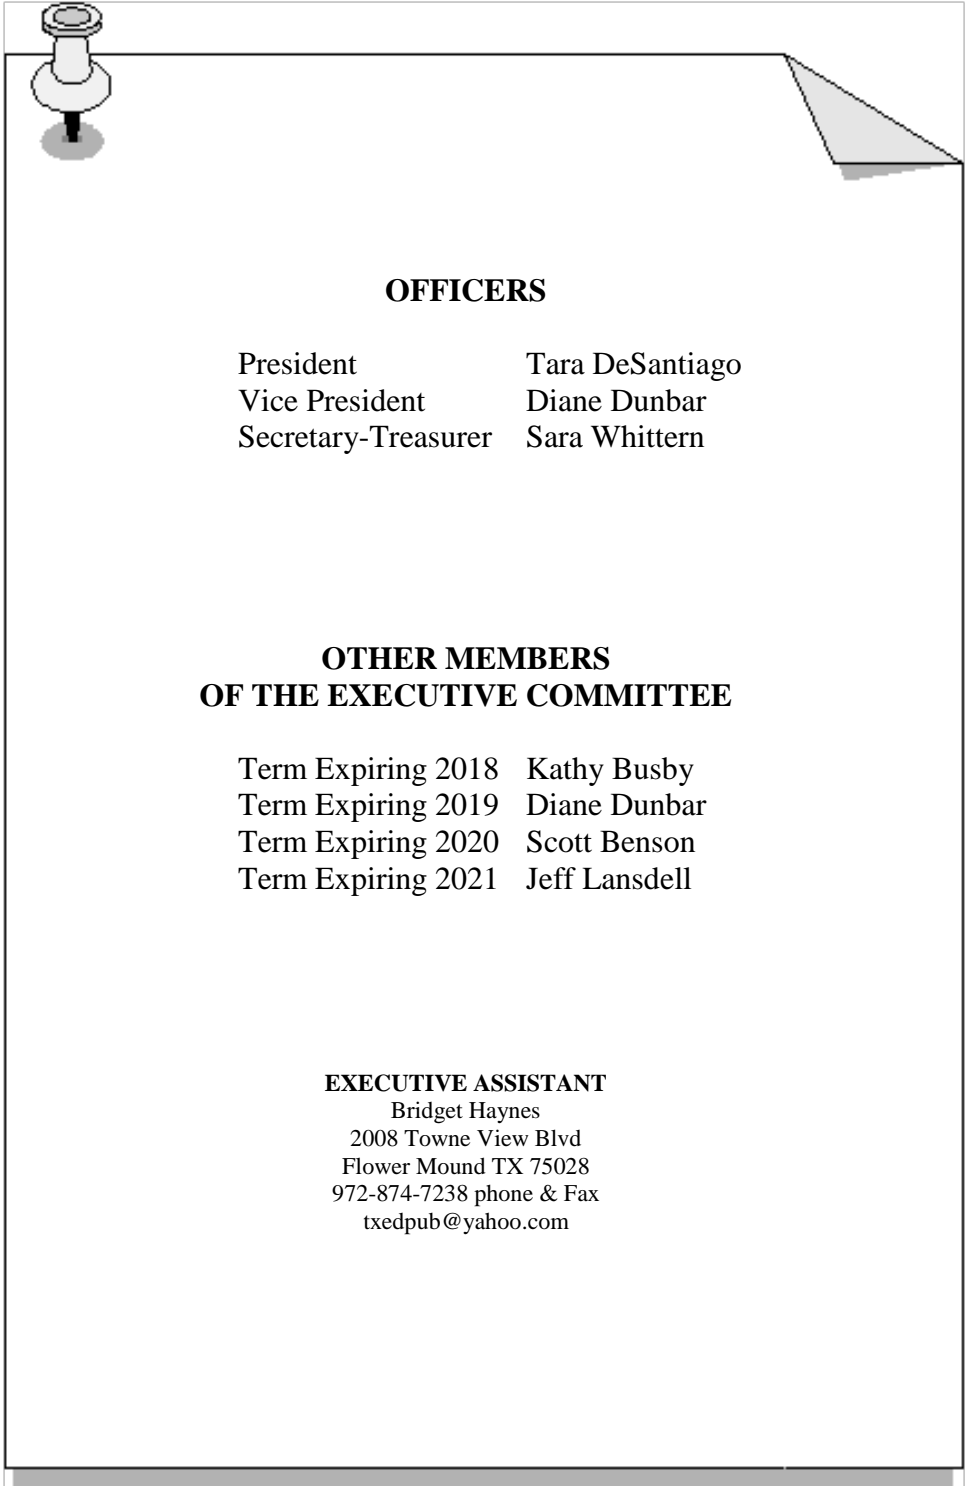 OFFICERS
President Tara DeSantiago
Vice President Diane Dunbar
Secretary-Treasurer Sara Whittern
OTHER MEMBERS
OF THE EXECUTIVE COMMITTEE
Term Expiring 2018 Kathy Busby
Term Expiring 2019 Diane Dunbar
Term Expiring 2020 Scott Benson
Term Expiring 2021 Jeff Lansdell
EXECUTIVE ASSISTANT
Bridget Haynes
2008 Towne View Blvd
Flower Mound TX 75028
972-874-7238 phone & Fax
txedpub@yahoo.com